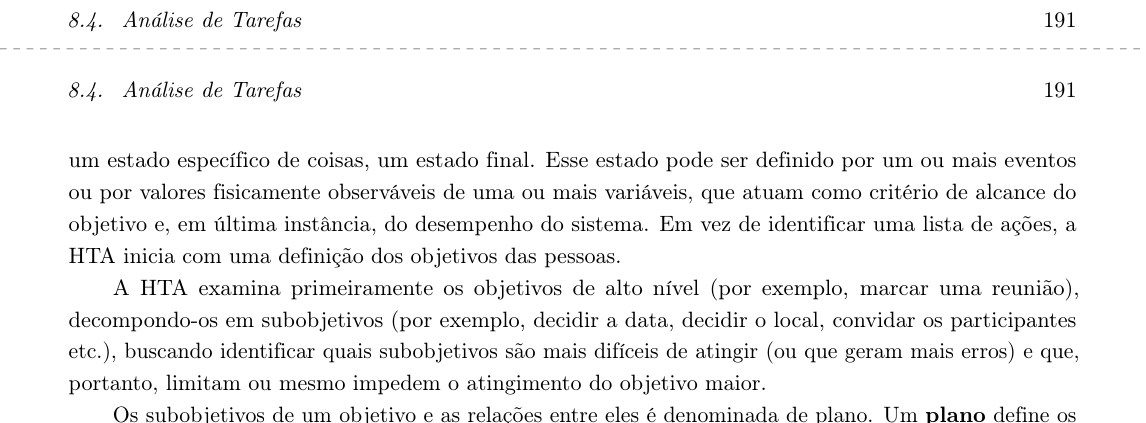 8.4. Análise de Tarefas 191
8.4. Análise de Tarefas 191
um estado específico de coisas, um estado final. Esse estado pode ser definido por um ou mais eventos
ou por valores fisicamente observáveis de uma ou mais variáveis, que atuam como critério de alcance do
objetivo e, em última instância, do desempenho do sistema. Em vez de identificar uma lista de ações, a
HTA inicia com uma definição dos objetivos das pessoas.
A HTA examina primeiramente os objetivos de alto nível (por exemplo, marcar uma reunião),
decompondo-os em subobjetivos (por exemplo, decidir a data, decidir o local, convidar os participantes
etc.), buscando identificar quais subobjetivos são mais difíceis de atingir (ou que geram mais erros) e que,
portanto, limitam ou mesmo impedem o atingimento do objetivo maior.
Os subobjetivos de um objetivo e as relações entre eles é denominada de plano. Um plano define os